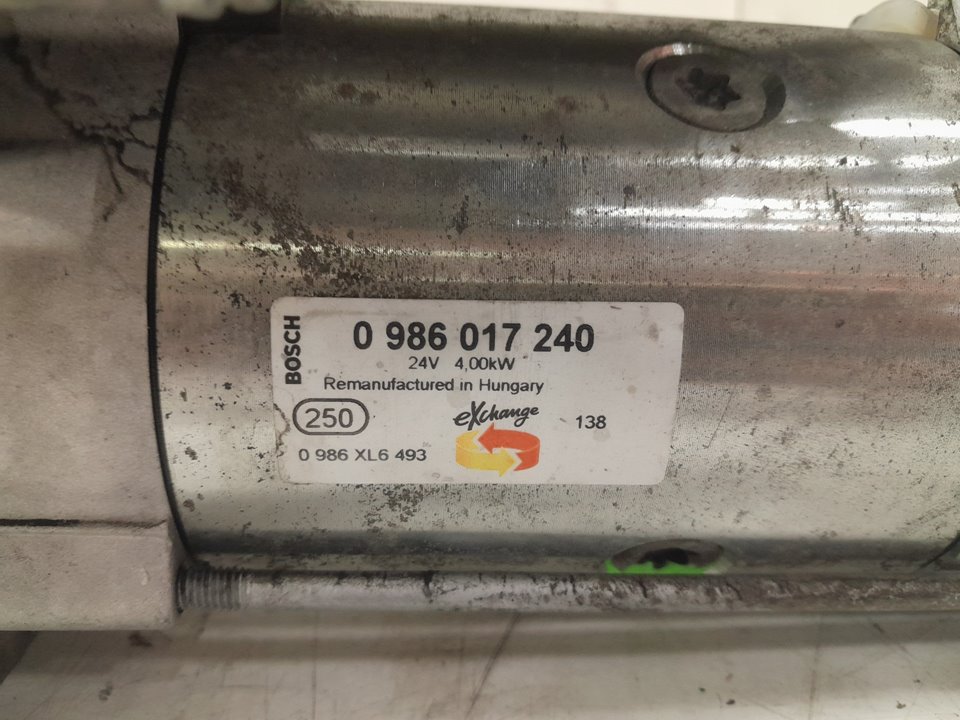 BOSCH
0 986 017 240
24V 4,00kW
Remanufactured in Hungary
250
eXchange
138
0 986 XL6 493